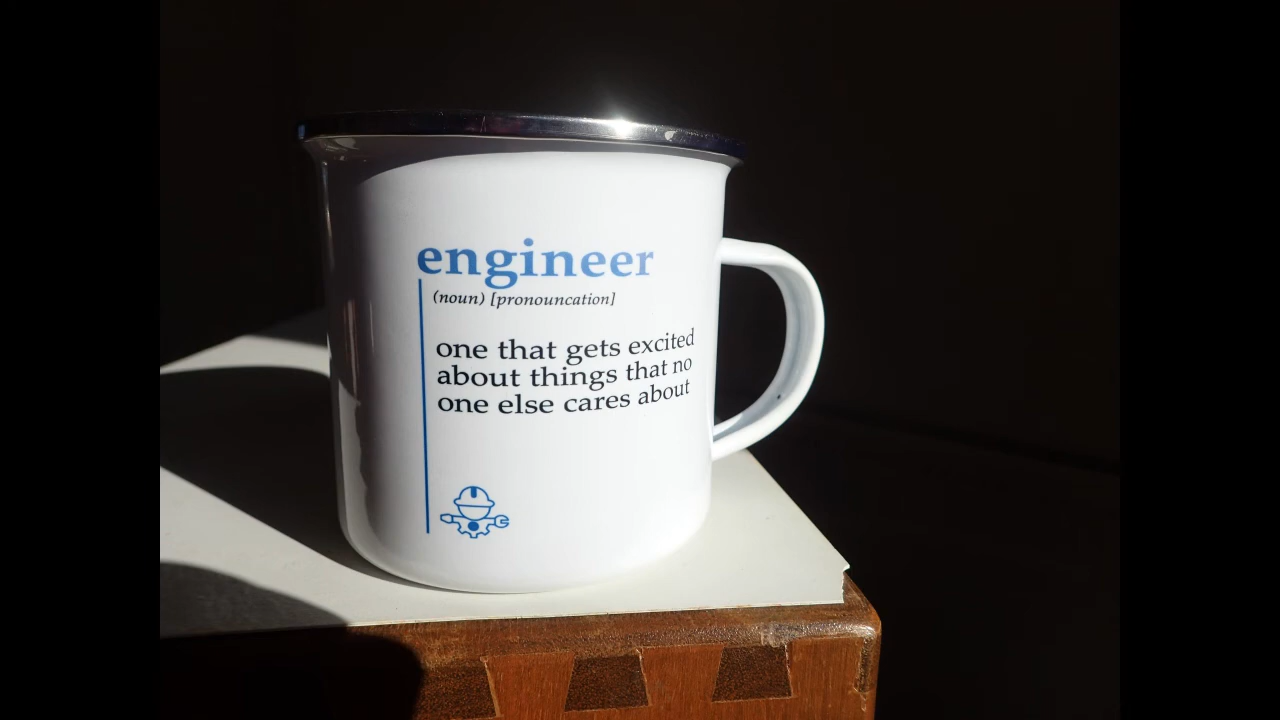 engineer
(noun) [pronouncation]
one that gets excited
about things that no
one else cares about